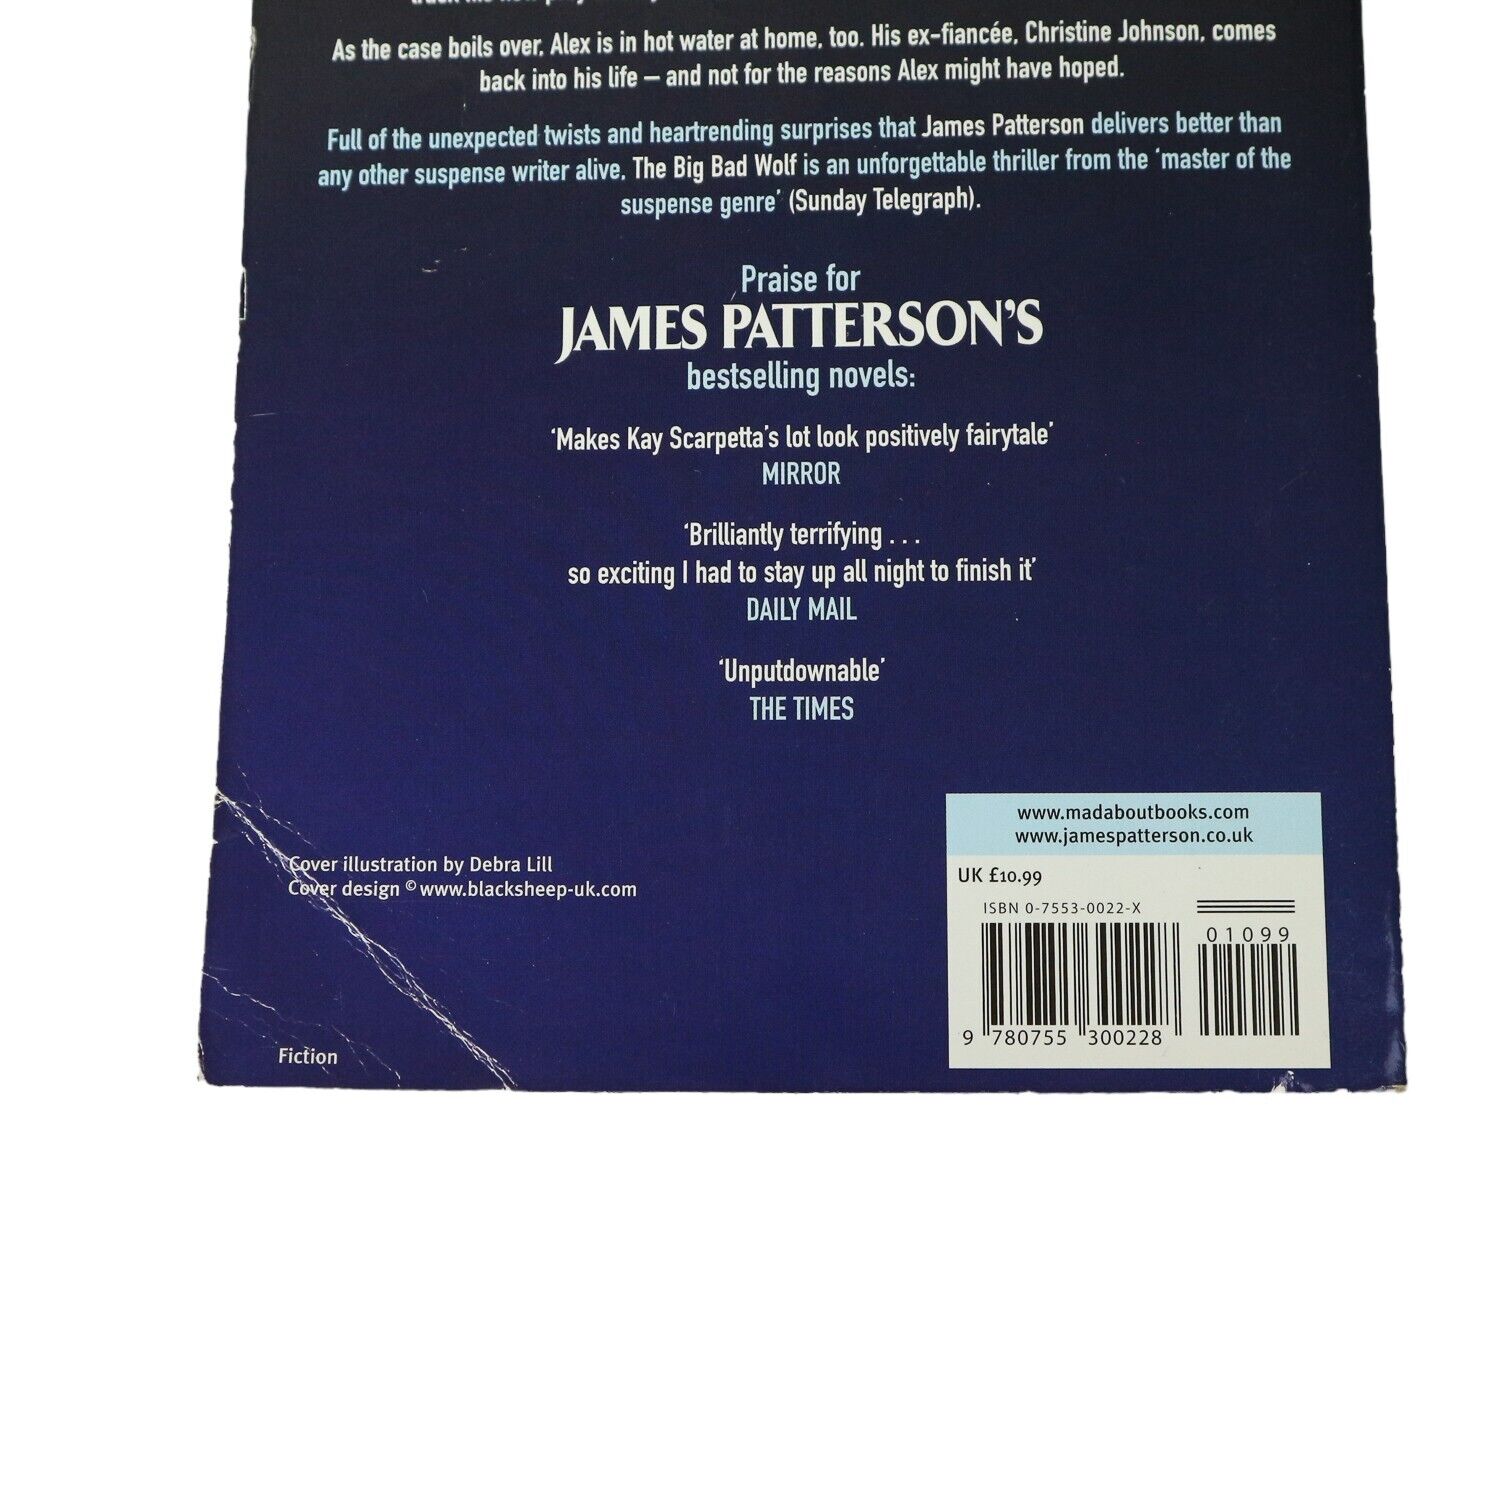 As the case boils over, Alex is in hot water at home, too. His ex-fiancée, Christine Johnson, comes
back into his life – and not for the reasons Alex might have hoped.
Full of the unexpected twists and heartrending surprises that James Patterson delivers better than
any other suspense writer alive, The Big Bad Wolf is an unforgettable thriller from the ‘master of the
suspense genre’ (Sunday Telegraph).
Praise for
JAMES PATTERSON’S
bestselling novels:
‘Makes Kay Scarpetta’s lot look positively fairytale’
MIRROR
‘Brilliantly terrifying . . .
so exciting I had to stay up all night to finish it’
DAILY MAIL
‘Unputdownable’
THE TIMES
Cover illustration by Debra Lill
Cover design © www.blacksheep-uk.com
Fiction
www.madaboutbooks.com
www.jamespatterson.co.uk
UK £10.99
ISBN 0-7553-0022-X
01099
9 780755 300228